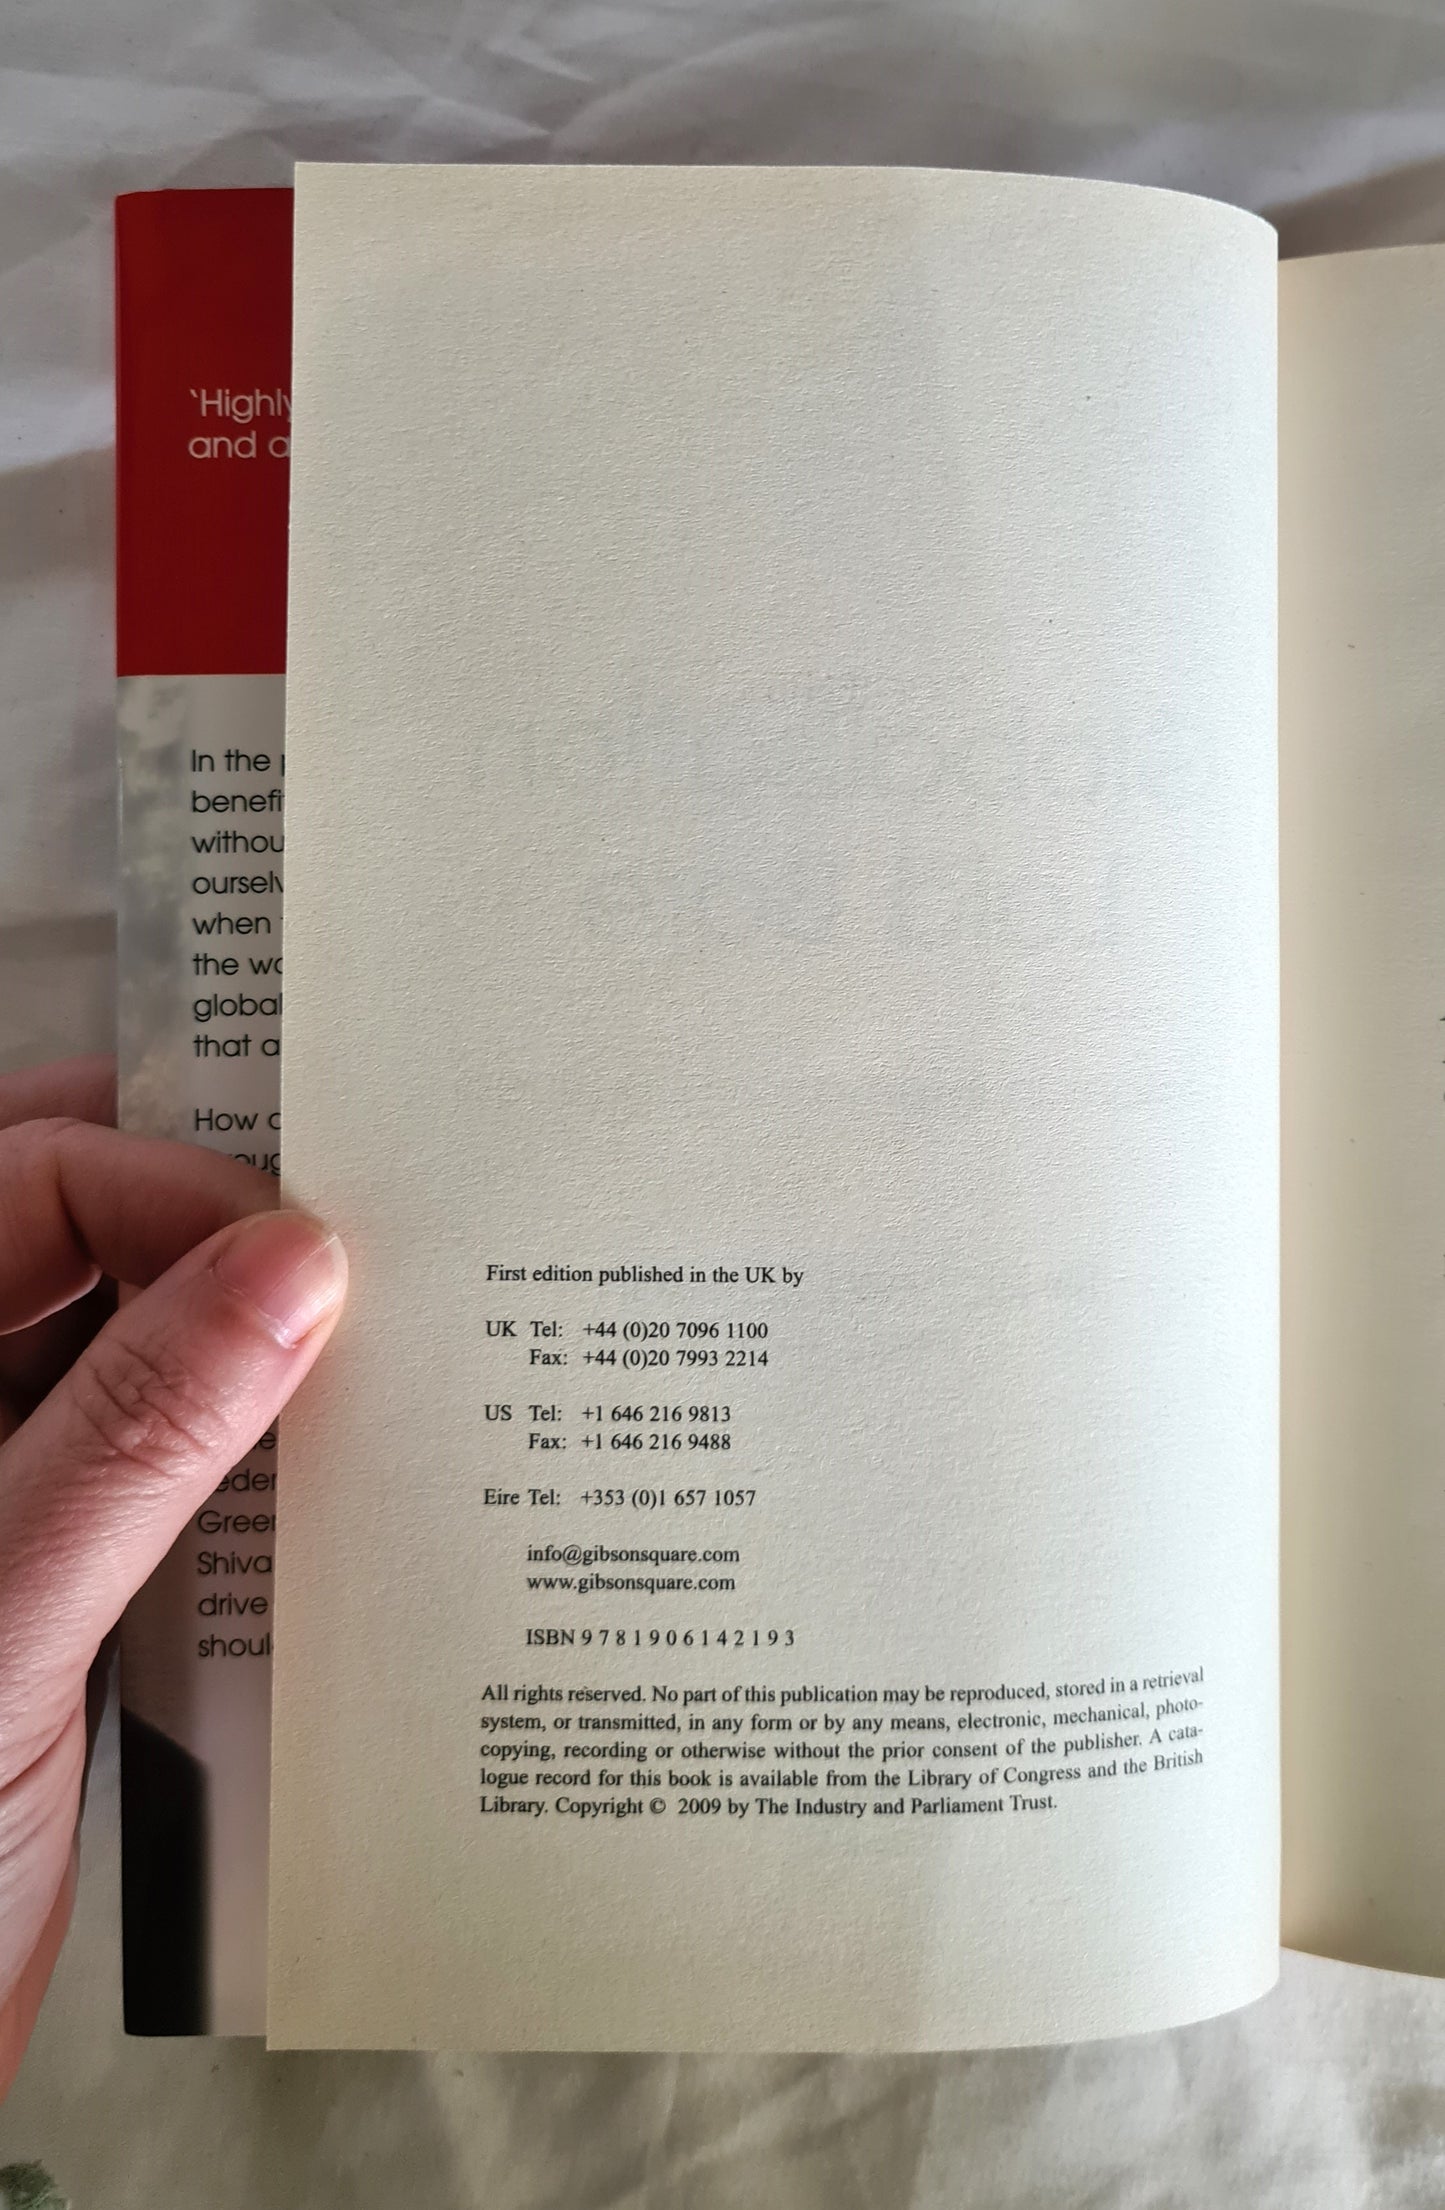 'Highly
and a
In the
benefi
withou
ourselv
when
the wo
global
that a
How
Green
Shiva
drive
shoul
First edition published in the UK by
UK Tel: +44 (0)20 7096 1100
Fax: +44 (0)20 7993 2214
US Tel: +1 646 216 9813
Fax: +1 646 216 9488
Eire Tel: +353 (0)1 657 1057
info@gibsonsquare.com
www.gibsonsquare.com
ISBN 9 7 8 1 9 0 6 1 4 2 1 9 3
All rights reserved. No part of this publication may be reproduced, stored in a retrieval
system, or transmitted, in any form or by any means, electronic, mechanical, photo-
copying, recording or otherwise without the prior consent of the publisher. A cata-
logue record for this book is available from the Library of Congress and the British
Library. Copyright © 2009 by The Industry and Parliament Trust.